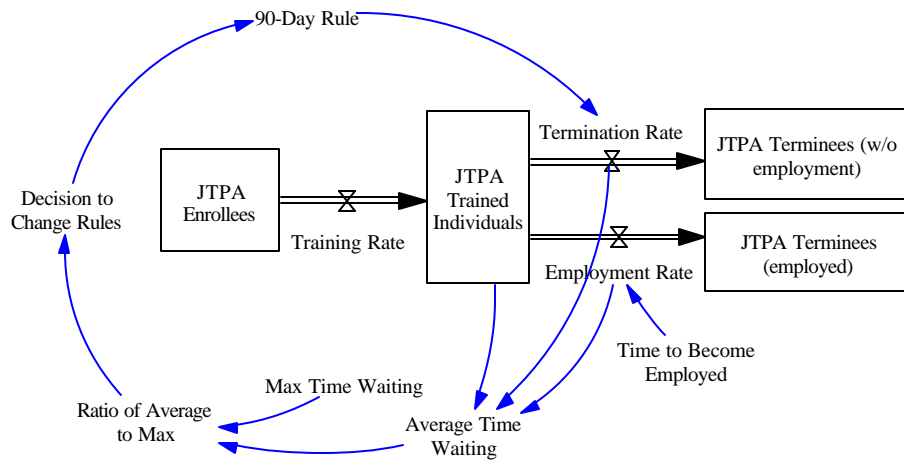 90-Day Rule
Termination Rate
JTPA Terminees (w/o
employment)
JTPA
Enrollees
JTPA
Trained
Individuals
Decision to
Change Rules
Training Rate
JTPA Terminees
(employed)
Employment Rate
Time to Become
Employed
Max Time Waiting
Ratio of Average
to Max
Average Time
Waiting